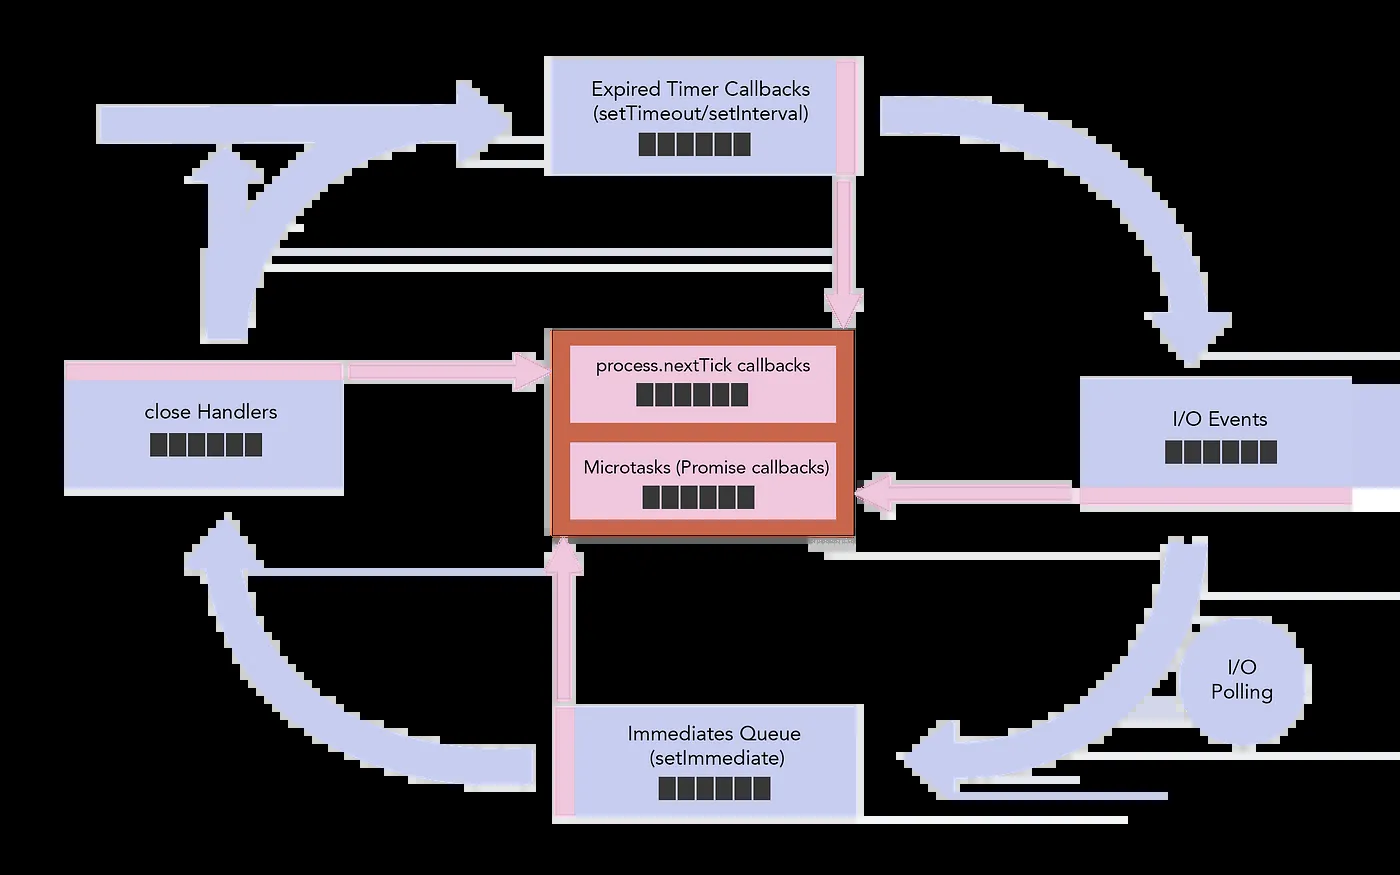 Expired Timer Callbacks
(setTimeout/setInterval)
process.nextTick callbacks
close Handlers
I/O Events
Microtasks (Promise callbacks)
I/O
Polling
Immediates Queue
(setImmediate)